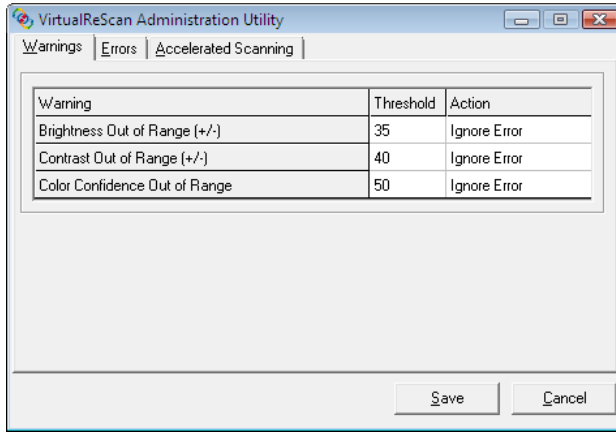 VirtualReScan Administration Utility
Warnings Errors Accelerated Scanning
Warning Threshold Action
Brightness Out of Range (+/-) 35 Ignore Error
Contrast Out of Range (+/-) 40 Ignore Error
Color Confidence Out of Range 50 Ignore Error
Save Cancel